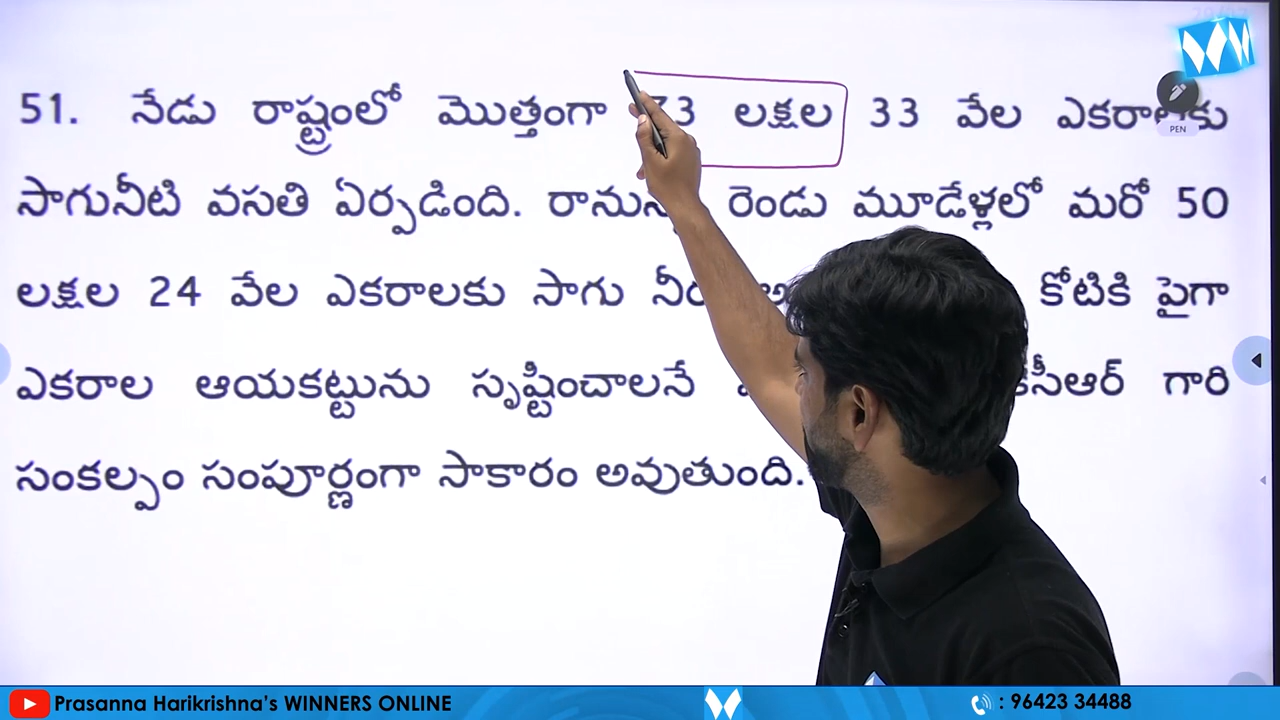 51. నేడు రాష్ట్రంలో మొత్తంగా 73 లక్షల 33 వేల ఎకరాలకు
PEN
సాగునీటి వసతి ఏర్పడింది. రానున్న రెండు మూడేళ్లలో మరో 50
లక్షల 24 వేల ఎకరాలకు సాగు కోటికి పైగా
ఎకరాల ఆయకట్టును సృష్టించాలనే కేసీఆర్ గారి
సంకల్పం సంపూర్ణంగా సాకారం అవుతుంది.
Prasanna Harikrishna's WINNERS ONLINE
: 96423 34488